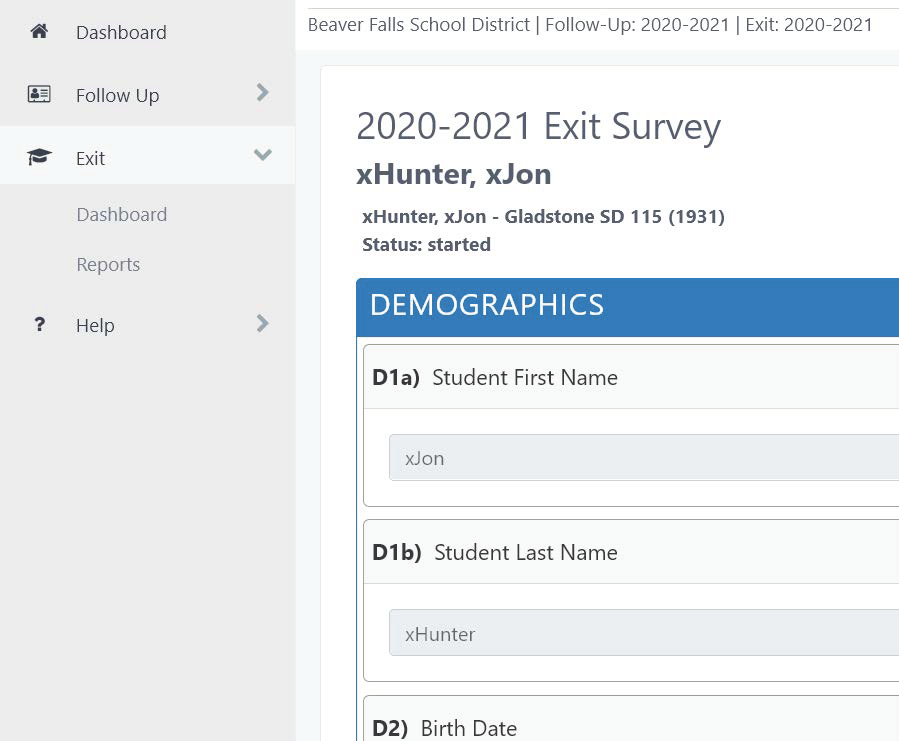 Dashboard
Follow Up
Exit
Dashboard
Reports
? Help
Beaver Falls School District | Follow-Up: 2020-2021 | Exit: 2020-2021
2020-2021 Exit Survey
xHunter, xJon
xHunter, xJon - Gladstone SD 115 (1931)
Status: started
DEMOGRAPHICS
D1a) Student First Name
xJon
D1b) Student Last Name
xHunter
D2) Birth Date